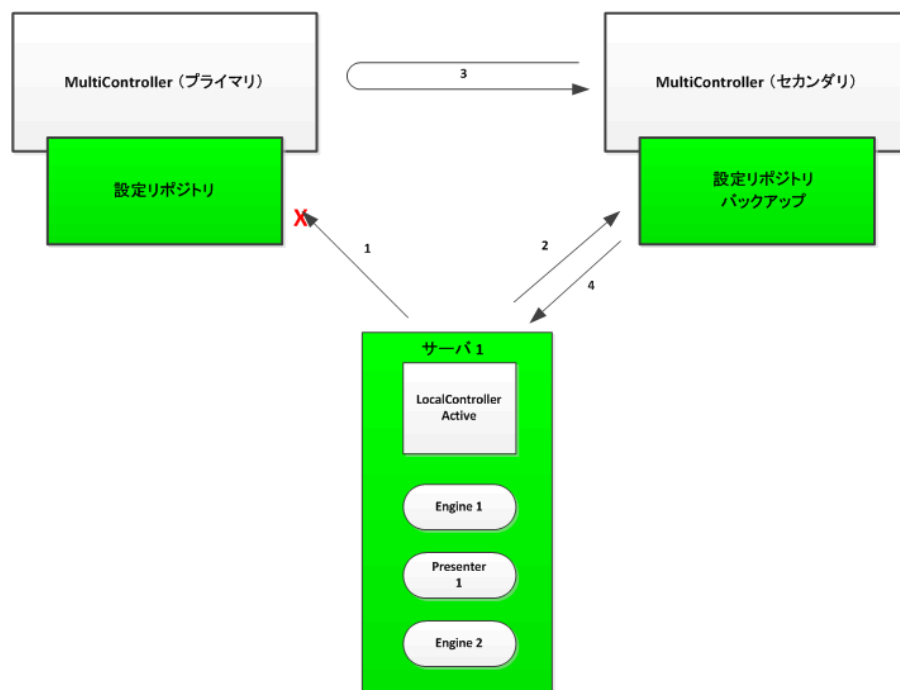 MultiController（プライマリ）
3
MultiController（セカンダリ）
設定リポジトリ
設定リポジトリ
バックアップ
X
1
2
4
サーバ 1
LocalController
Active
Engine 1
Presenter
1
Engine 2